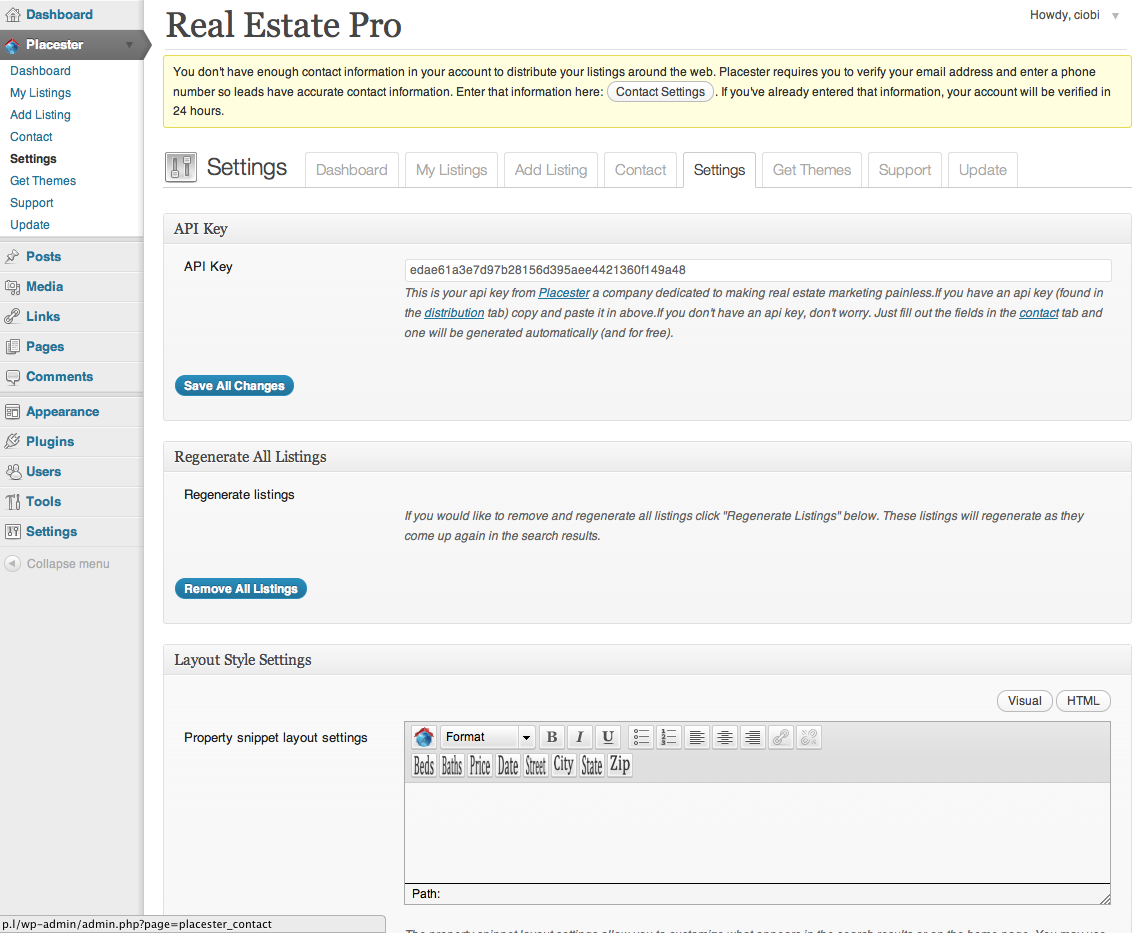 Dashboard
Placester
Dashboard
My Listings
Add Listing
Contact
Settings
Get Themes
Support
Update
Posts
Media
Links
Pages
Comments
Appearance
Plugins
Users
Tools
Settings
Collapse menu
Real Estate Pro
Howdy, ciobi
You don't have enough contact information in your account to distribute your listings around the web. Placester requires you to verify your email address and enter a phone
number so leads have accurate contact information. Enter that information here: Contact Settings . If you've already entered that information, your account will be verified in
24 hours.
Settings Dashboard My Listings Add Listing Contact Settings Get Themes Support Update
API Key
API Key
edae61a3e7d97b28156d395aee4421360f149a48
This is your api key from Placester a company dedicated to making real estate marketing painless.If you have an api key (found in
the distribution tab) copy and paste it in above.If you don't have an api key, don't worry. Just fill out the fields in the contact tab and
one will be generated automatically (and for free).
Save All Changes
Regenerate All Listings
Regenerate listings
If you would like to remove and regenerate all listings click "Regenerate Listings" below. These listings will regenerate as they
come up again in the search results.
Remove All Listings
Layout Style Settings
Visual HTML
Property snippet layout settings
Format B I U
Beds Baths Price Date Street City State Zip
Path:
p.l/wp-admin/admin.php?page=placester_contact